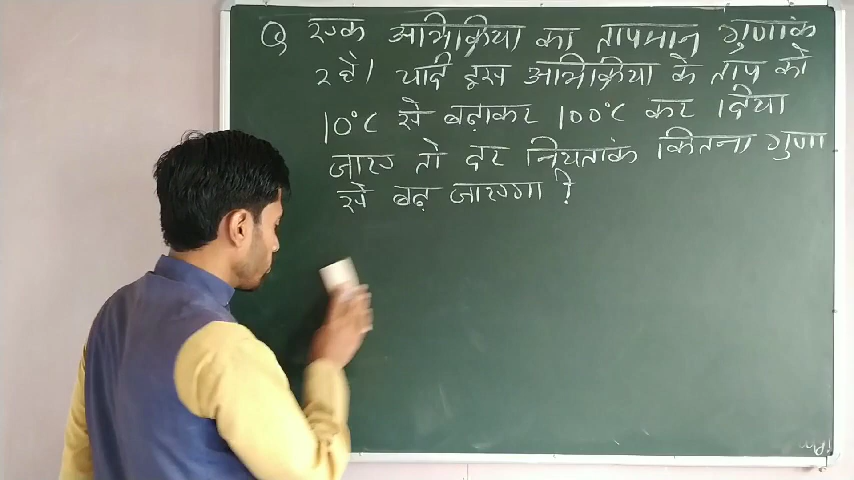 Q एक अभिक्रिया का तापमान गुणांक
2 है। यदि इस अभिक्रिया के ताप को
10°C से बढ़ाकर 100°C कर दिया
जाए तो दर नियतांक कितना गुणा
से बढ़ जाएगा ?